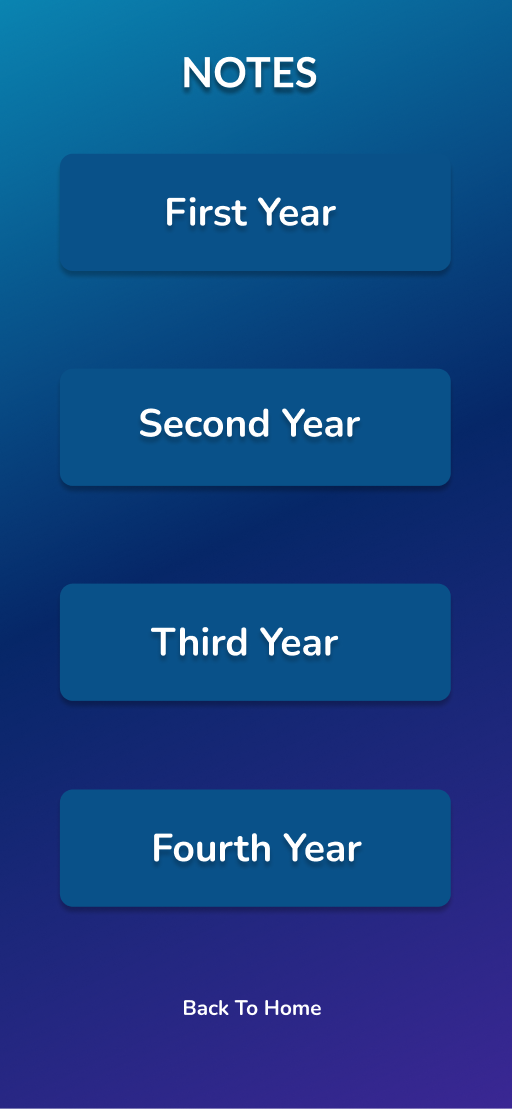 NOTES
First Year
Second Year
Third Year
Fourth Year
Back To Home